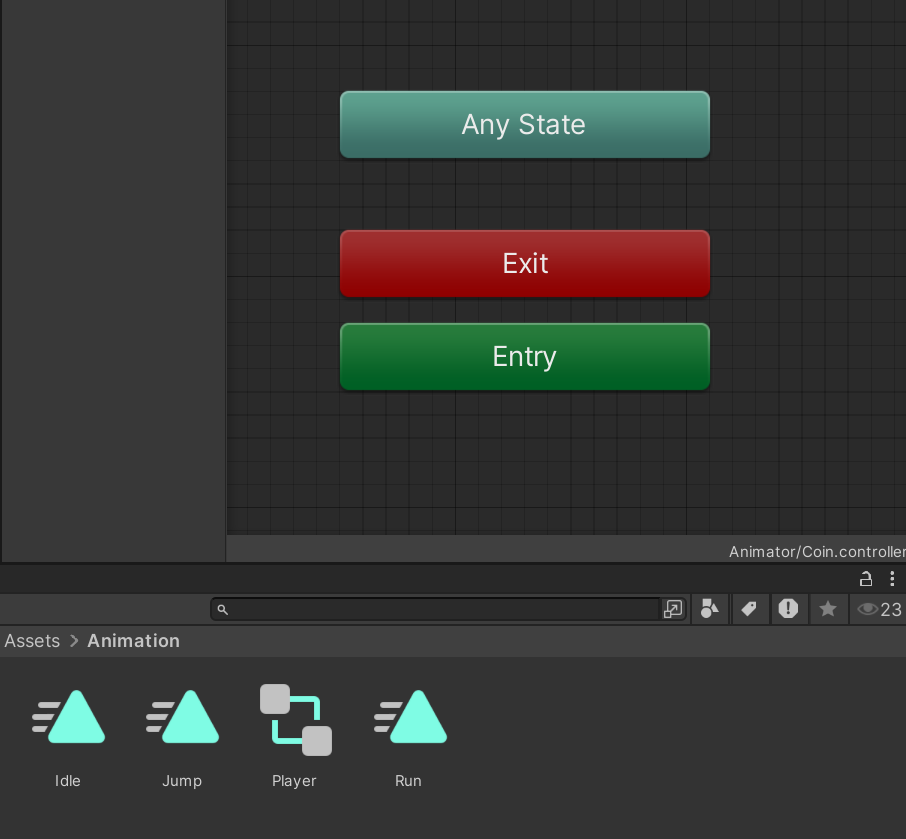 Any State
Exit
Entry
Animator/Coin.controller
23
Assets > Animation
Idle
Jump
Player
Run